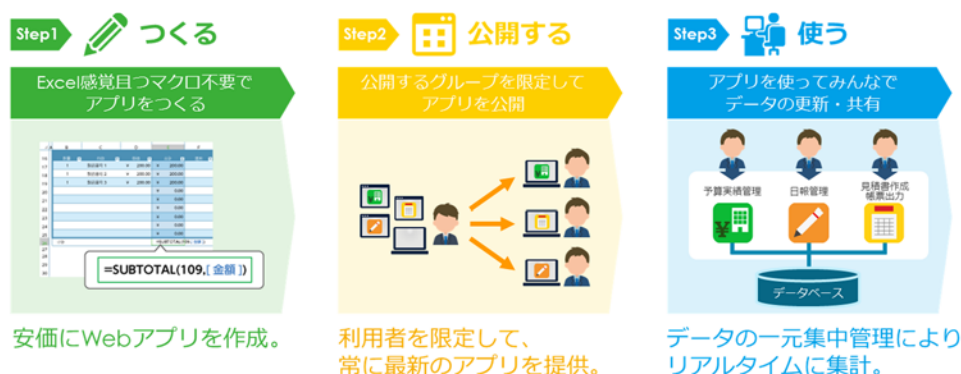 Step1
つくる
Excel感覚且つマクロ不要で
アプリをつくる
=SUBTOTAL(109,[ 金額 ])
安価にWebアプリを作成。
Step2
公開する
公開するグループを限定して
アプリを公開
利用者を限定して、
常に最新のアプリを提供。
Step3
使う
アプリを使ってみんなで
データの更新・共有
予算実績管理
日報管理
見積書作成
帳票出力
データベース
データの一元集中管理により
リアルタイムに集計。